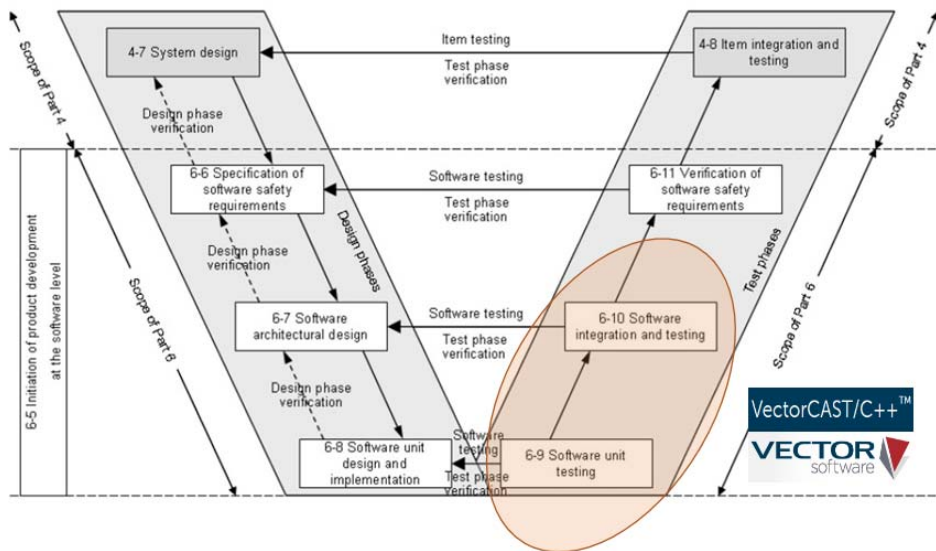 4-7 System design
Item testing
Test phase
verification
4-8 Item integration and
testing
Scope of Part 4
Scope of Part 4
Design phase
verification
6-6 Specification of
software safety
requirements
Software testing
Test phase
verification
6-11 Verification of
software safety
requirements
Design phases
Test phases
Design phase
verification
6-5 Initiation of product development
at the software level
Scope of Part 6
Scope of Part 6
6-7 Software
architectural design
Software testing
Test phase
verification
6-10 Software
integration and testing
Design phase
verification
6-8 Software unit
design and
implementation
Software
testing
Test phase
verification
6-9 Software unit
testing
VectorCAST/C++™
VECTOR
software